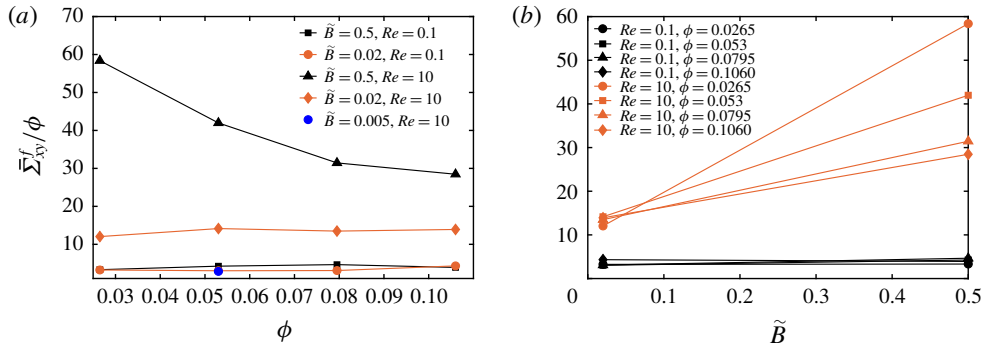 (a)
70
60
50
40
30
20
10
0.03 0.04 0.05 0.06 0.07 0.08 0.09 0.10
ϕ
Σ̄^f_xy/ϕ
B̃ = 0.5, Re = 0.1
B̃ = 0.02, Re = 0.1
B̃ = 0.5, Re = 10
B̃ = 0.02, Re = 10
B̃ = 0.005, Re = 10
(b)
60
50
40
30
20
10
0 0.1 0.2 0.3 0.4 0.5
B̃
Re = 0.1, ϕ = 0.0265
Re = 0.1, ϕ = 0.053
Re = 0.1, ϕ = 0.0795
Re = 0.1, ϕ = 0.1060
Re = 10, ϕ = 0.0265
Re = 10, ϕ = 0.053
Re = 10, ϕ = 0.0795
Re = 10, ϕ = 0.1060